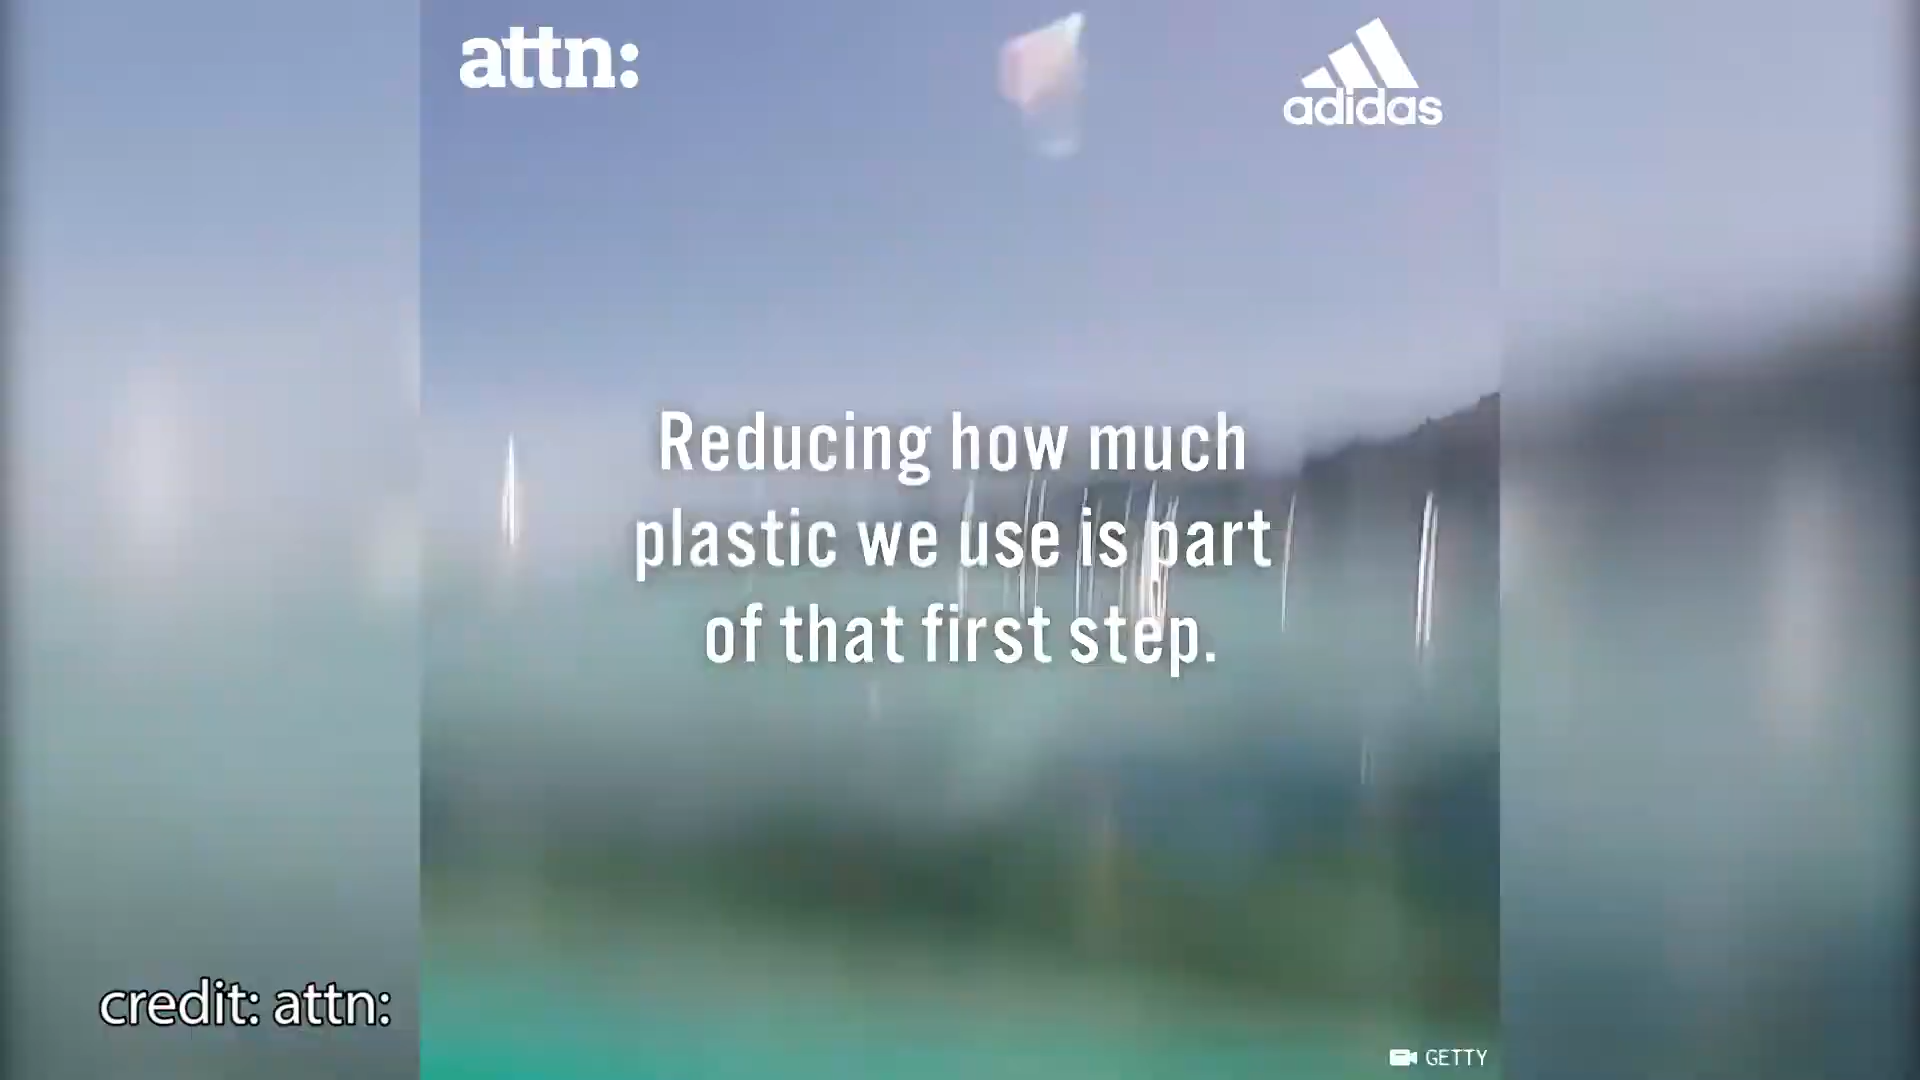 attn:
adidas
Reducing how much
plastic we use is part
of that first step.
credit: attn:
GETTY